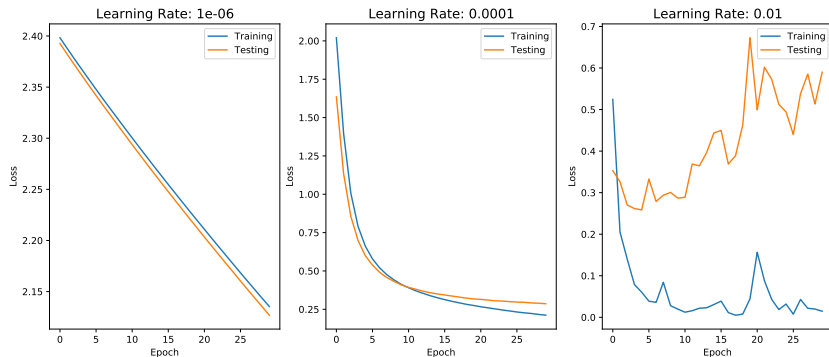 Learning Rate: 1e-06
Training
Testing
2.40
2.35
2.30
2.25
2.20
2.15
Loss
0 5 10 15 20 25
Epoch
Learning Rate: 0.0001
Training
Testing
2.00
1.75
1.50
1.25
1.00
0.75
0.50
0.25
Loss
0 5 10 15 20 25
Epoch
Learning Rate: 0.01
Training
Testing
0.7
0.6
0.5
0.4
0.3
0.2
0.1
0.0
Loss
0 5 10 15 20 25
Epoch